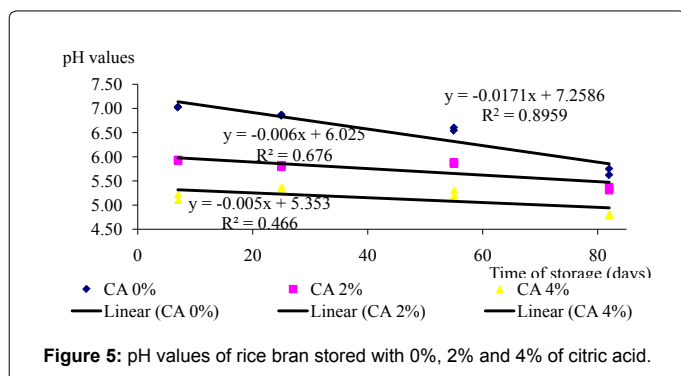 pH values
7.50
7.00
6.50
6.00
5.50
5.00
4.50
y = -0.0171x + 7.2586
R² = 0.8959
y = -0.006x + 6.025
R² = 0.676
y = -0.005x + 5.353
R² = 0.466
0 20 40 60 80
Time of storage (days)
CA 0% CA 2% CA 4%
Linear (CA 0%) Linear (CA 2%) Linear (CA 4%)
Figure 5: pH values of rice bran stored with 0%, 2% and 4% of citric acid.